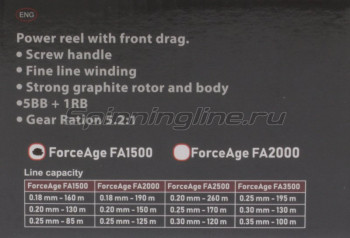 ENG
Power reel with front drag.
• Screw handle
• Fine line winding
• Strong graphite rotor and body
•5BB + 1RB
• Gear Ration 5.2:1
spinningline.ru
ForceAge FA1500 ForceAge FA2000
Line capacity
ForceAge FA1500 ForceAge FA2000 ForceAge FA2500 ForceAge FA3500
0.18 mm - 160 m 0.18 mm - 190 m 0.20 mm - 260 m 0.25 mm - 195 m
0.20 mm - 130 m 0.20 mm - 150 m 0.25 mm - 175 m 0.30 mm - 130 m
0.25 mm - 85 m 0.25 mm - 125 m 0.30 mm - 120 m 0.35 mm - 100 m